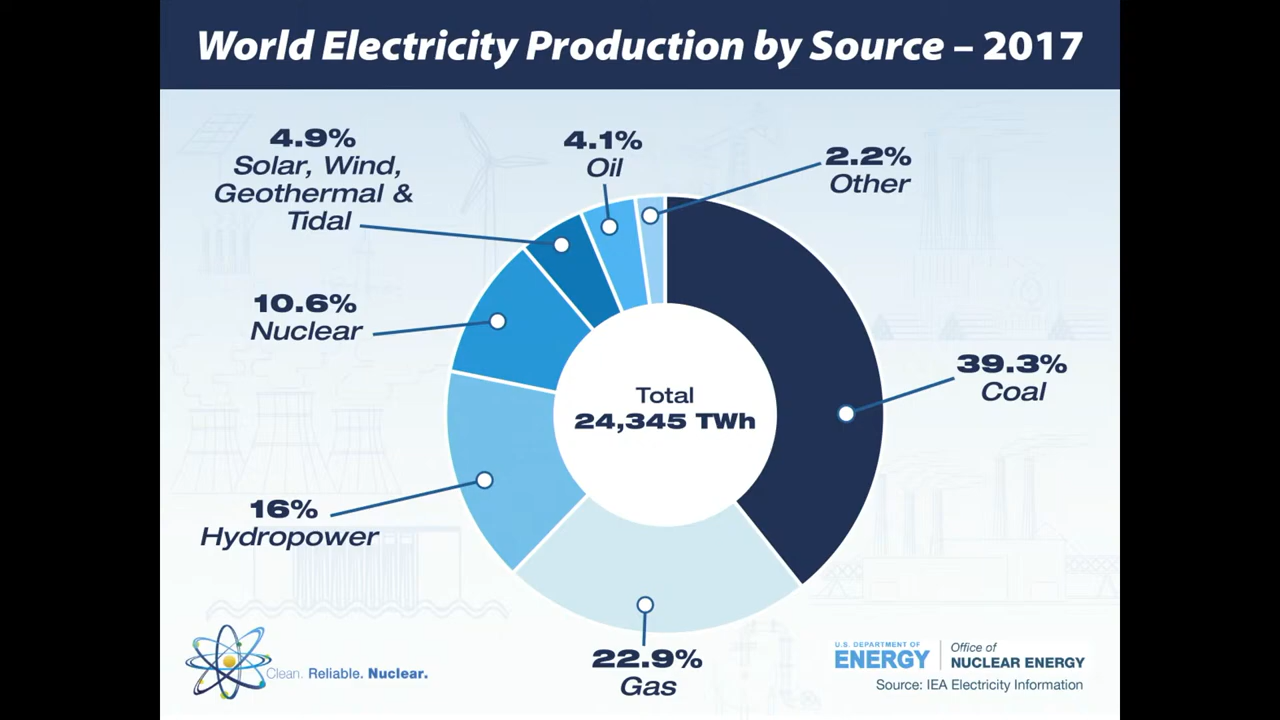 World Electricity Production by Source – 2017
4.9%
Solar, Wind,
Geothermal &
Tidal
4.1%
Oil
2.2%
Other
10.6%
Nuclear
39.3%
Coal
Total
24,345 TWh
16%
Hydropower
22.9%
Gas
Clean. Reliable. Nuclear.
U.S. DEPARTMENT OF
ENERGY
Office of
NUCLEAR ENERGY
Source: IEA Electricity Information